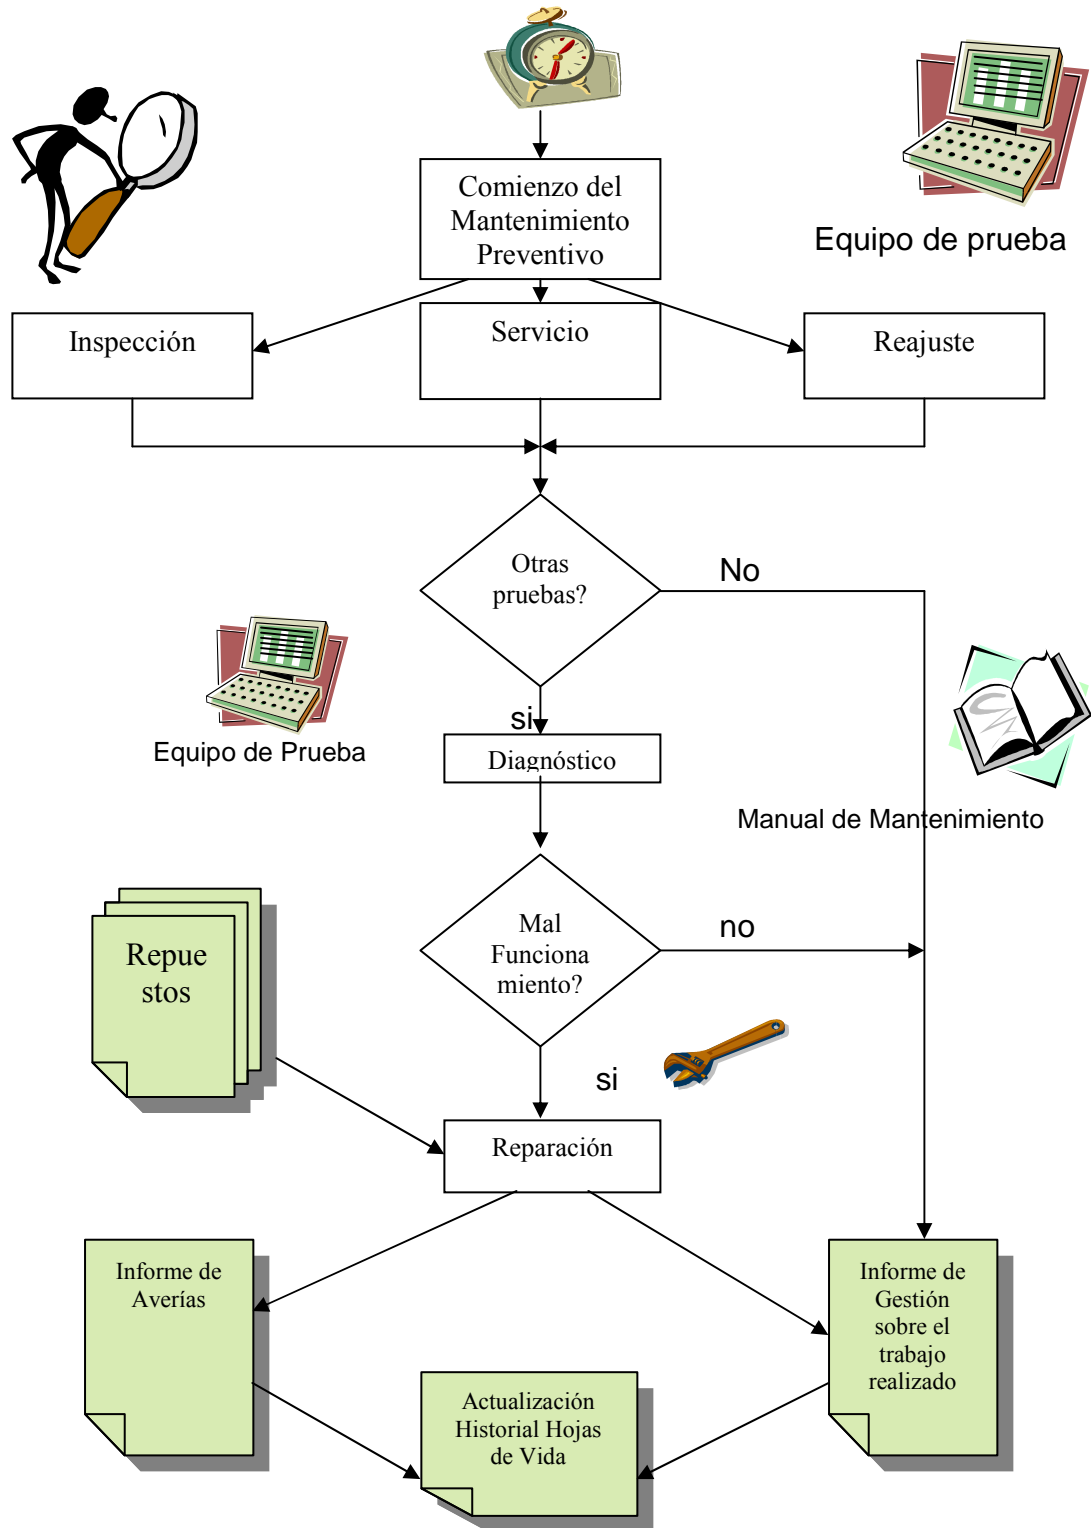 Comienzo del
Mantenimiento
Preventivo
Equipo de prueba
Inspección
Servicio
Reajuste
Otras
pruebas?
No
si
Equipo de Prueba
Diagnóstico
Manual de Mantenimiento
Mal
Funciona
miento?
no
Repue
stos
si
Reparación
Informe de
Averías
Informe de
Gestión
sobre el
trabajo
realizado
Actualización
Historial Hojas
de Vida